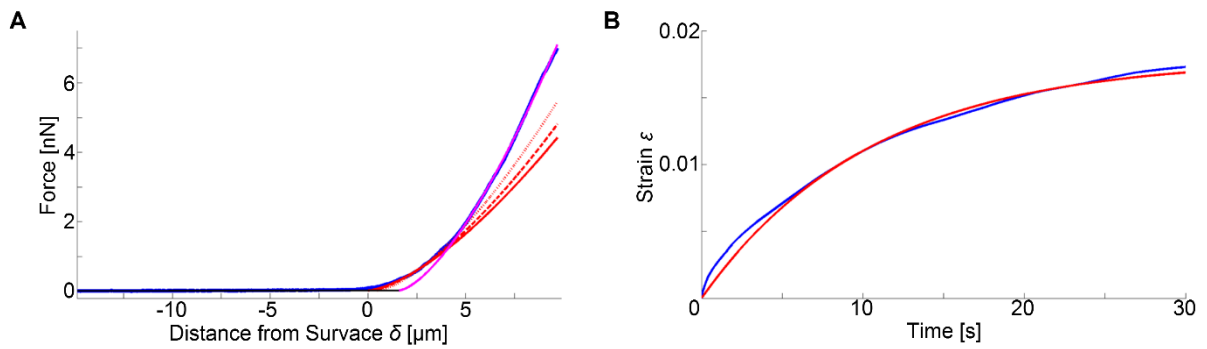 A
Force [nN]
6
4
2
0
-10
-5
0
5
Distance from Survace δ [µm]
B
Strain ε
0.02
0.01
0
10
20
30
Time [s]